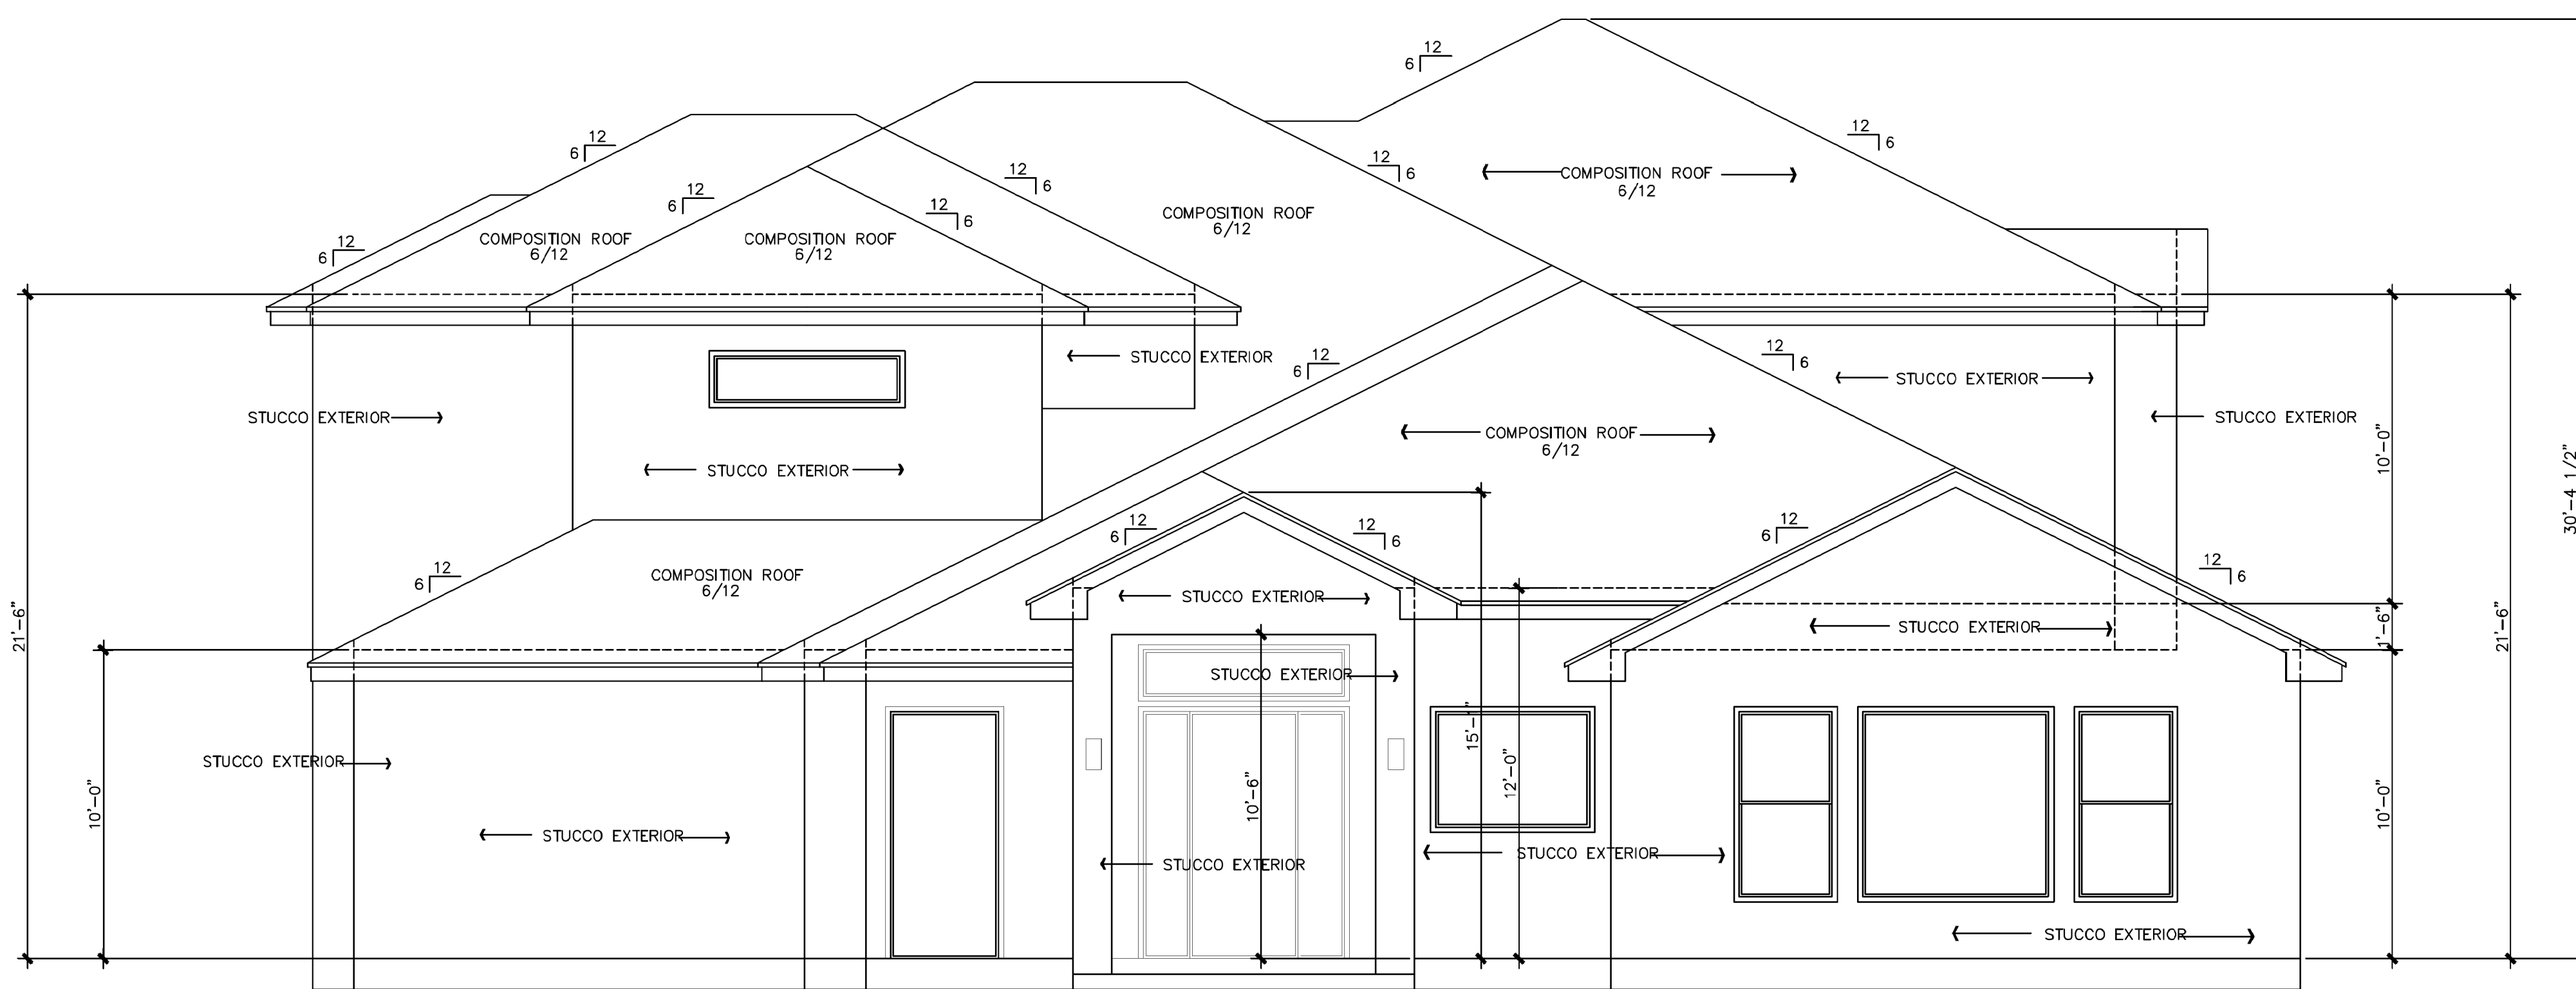 12
6
12
6
12
6
12
6
COMPOSITION ROOF
6/12
12
6
12
6
12
6
COMPOSITION ROOF
6/12
12
6
COMPOSITION ROOF
6/12
COMPOSITION ROOF
6/12
12
6
12
6
STUCCO EXTERIOR
STUCCO EXTERIOR
STUCCO EXTERIOR
STUCCO EXTERIOR
COMPOSITION ROOF
6/12
10'-0"
STUCCO EXTERIOR
30'-4 1/2"
12
6
12
6
12
6
12
6
12
6
COMPOSITION ROOF
6/12
STUCCO EXTERIOR
21'-6"
STUCCO EXTERIOR
1'-6"
21'-6"
STUCCO EXTERIOR
STUCCO EXTERIOR
12'-0"
10'-6"
10'-0"
10'-0"
STUCCO EXTERIOR
STUCCO EXTERIOR
STUCCO EXTERIOR
STUCCO EXTERIOR